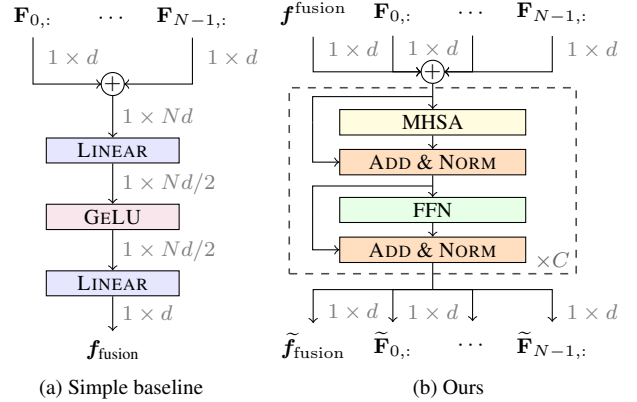 F0,: ··· FN−1,:
1 × d 1 × d
+
1 × Nd
LINEAR
1 × Nd/2
GELU
1 × Nd/2
LINEAR
1 × d
f_fusion
(a) Simple baseline
f^fusion F0,: ··· FN−1,:
1 × d 1 × d 1 × d
+
MHSA
ADD & NORM
FFN
ADD & NORM
×C
1 × d 1 × d 1 × d
f̃_fusion F̃0,: ··· F̃N−1,:
(b) Ours